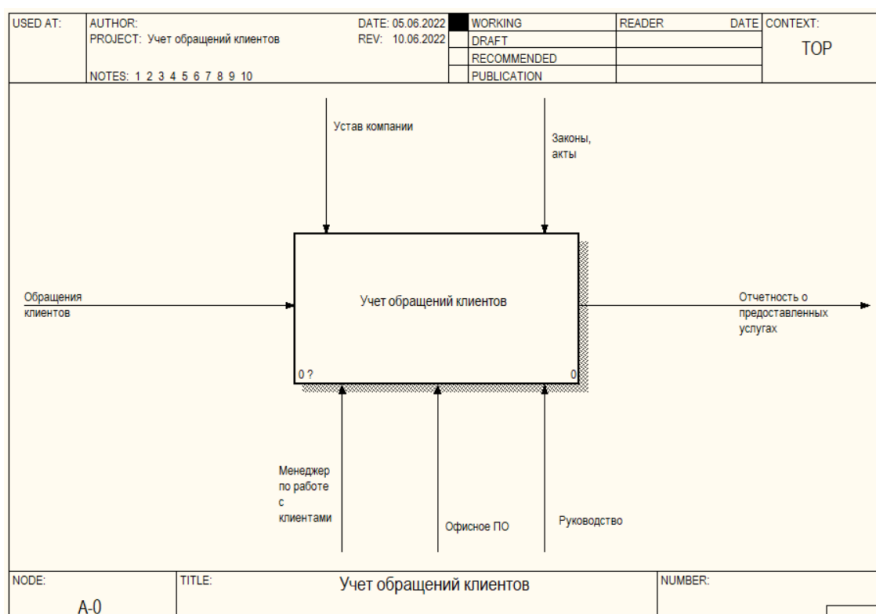 USED AT:
AUTHOR:
DATE: 05.06.2022
PROJECT: Учет обращений клиентов
REV: 10.06.2022
NOTES: 1 2 3 4 5 6 7 8 9 10
WORKING
DRAFT
RECOMMENDED
PUBLICATION
READER
DATE
CONTEXT:
TOP
Устав компании
Законы,
акты
Обращения
клиентов
Учет обращений клиентов
0 ?
0
Отчетность о
предоставленных
услугах
Менеджер
по работе
с
клиентами
Офисное ПО
Руководство
NODE:
A-0
TITLE:
Учет обращений клиентов
NUMBER: